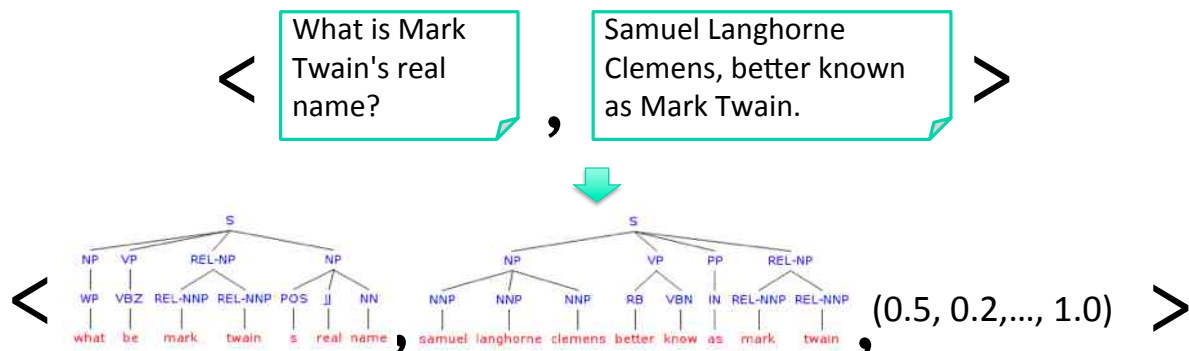 What is Mark
Twain's real
name?
Samuel Langhorne
Clemens, better known
as Mark Twain.
< , >
S
NP VP REL-NP NP
WP VBZ REL-NNP REL-NNP POS JJ NN
what be mark twain s real name
S
NP VP PP REL-NP
NNP NNP NNP RB VBN IN REL-NNP REL-NNP
samuel langhorne clemens better know as mark twain
< , , (0.5, 0.2,..., 1.0) >